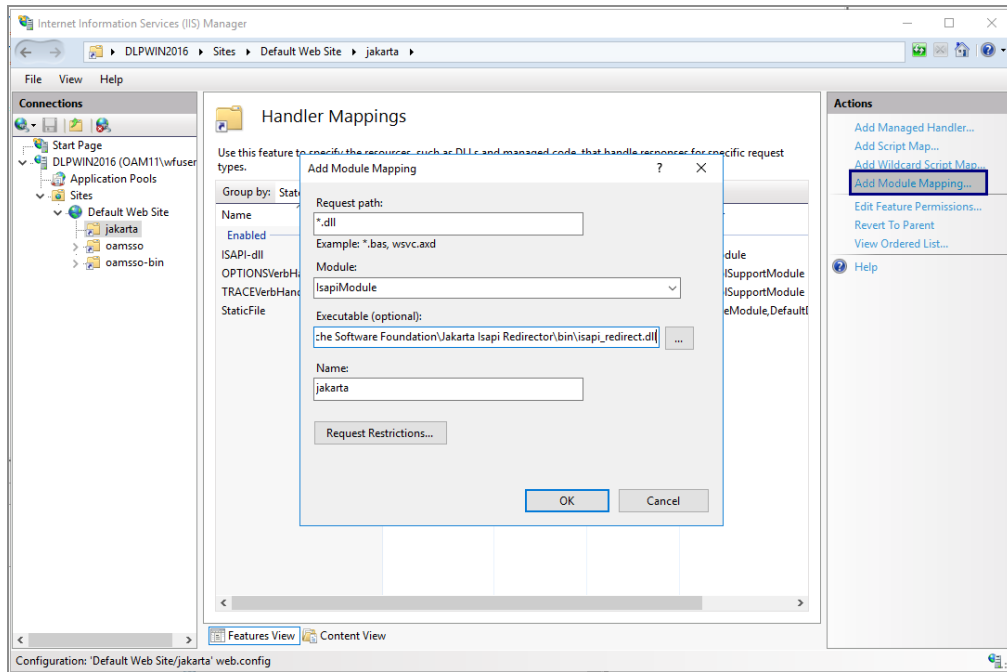 Internet Information Services (IIS) Manager
DLPWIN2016 Sites Default Web Site jakarta
File View Help
Connections
Start Page
DLPWIN2016 (OAM11\wfuser
Application Pools
Sites
Default Web Site
jakarta
oamsso
oamsso-bin
Handler Mappings
Use this feature to specify the resources, such as DLLs and managed code, that handle responses for specific request
types.
Group by: Stat
Name
Enabled
ISAPI-dll
OPTIONSVerbHa
TRACEVerbHand
StaticFile
dule
lSupportModule
lSupportModule
eModule,Default
Add Module Mapping
?
Request path:
*.dll
Example: *.bas, wsvc.axd
Module:
IsapiModule
Executable (optional):
che Software Foundation\Jakarta Isapi Redirector\bin\isapi_redirect.dll
...
Name:
jakarta
Request Restrictions...
OK Cancel
Actions
Add Managed Handler...
Add Script Map...
Add Wildcard Script Map...
Add Module Mapping...
Edit Feature Permissions...
Revert To Parent
View Ordered List...
Help
Features View Content View
Configuration: 'Default Web Site/jakarta' web.config